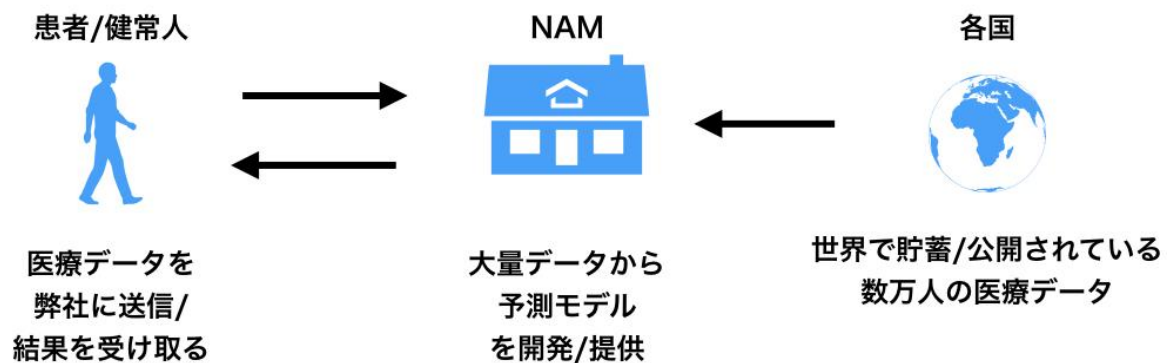 患者/健常人
NAM
各国
医療データを
弊社に送信/
結果を受け取る
大量データから
予測モデル
を開発/提供
世界で貯蓄/公開されている
数万人の医療データ